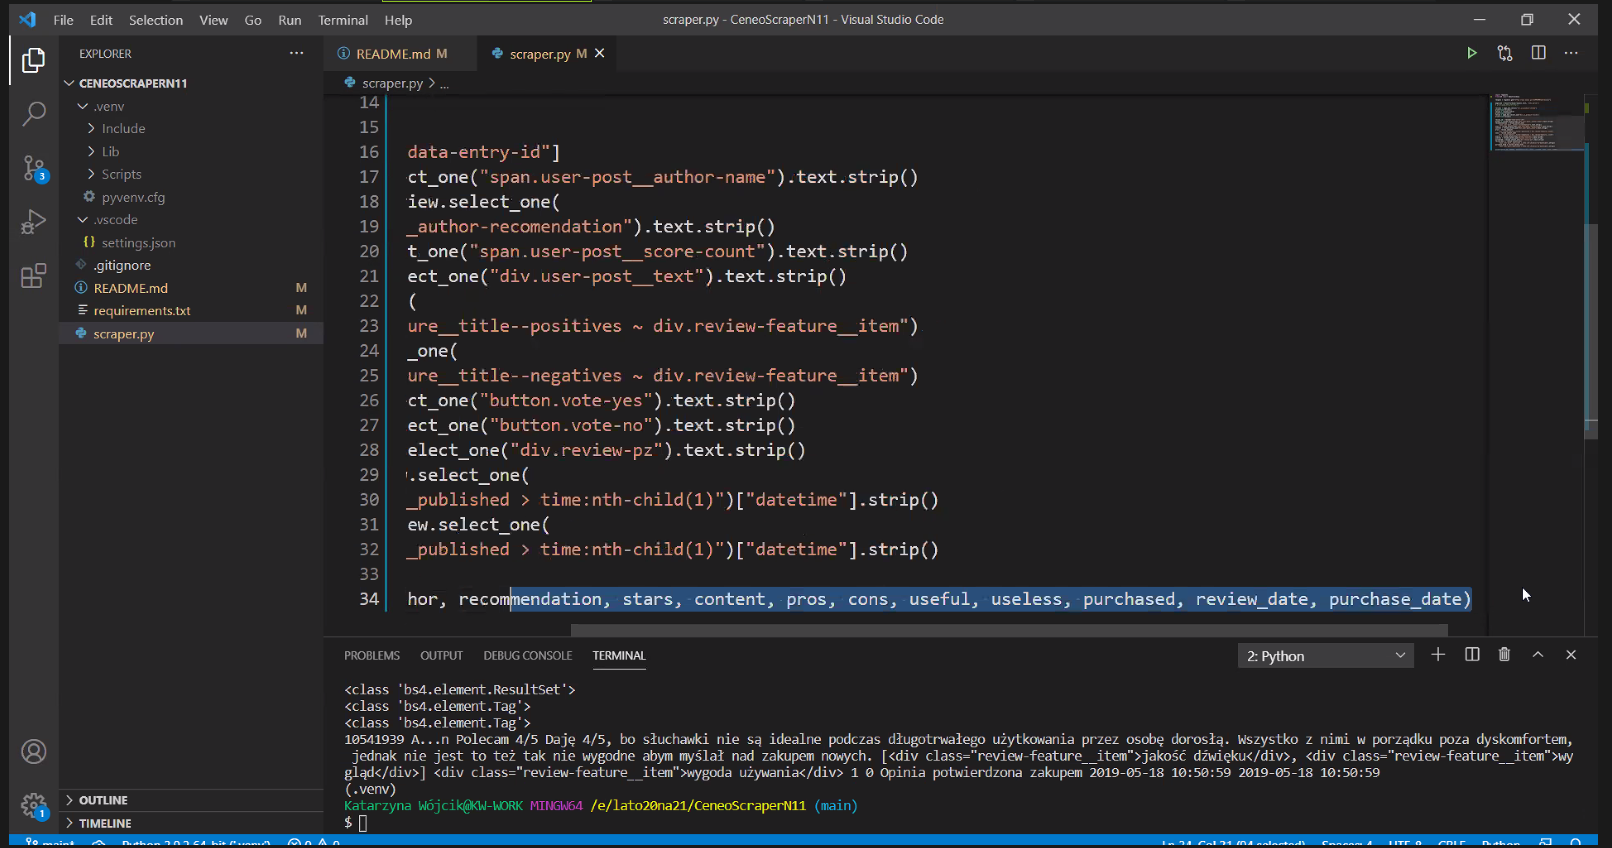 File Edit Selection View Go Run Terminal Help
scraper.py - CeneoScraperN11 - Visual Studio Code
EXPLORER
README.md M
scraper.py M
CENEOSCRAPERN11
scraper.py > ...
.venv
Include
Lib
Scripts
pyvenv.cfg
.vscode
settings.json
.gitignore
README.md M
requirements.txt M
scraper.py M
3
14
15
16 data-entry-id"]
17 ct_one("span.user-post__author-name").text.strip()
18 iew.select_one(
19 _author-recomendation").text.strip()
20 t_one("span.user-post__score-count").text.strip()
21 ect_one("div.user-post__text").text.strip()
22 (
23 ure__title--positives ~ div.review-feature__item")
24 _one(
25 ure__title--negatives ~ div.review-feature__item")
26 ct_one("button.vote-yes").text.strip()
27 ect_one("button.vote-no").text.strip()
28 elect_one("div.review-pz").text.strip()
29 .select_one(
30 _published > time:nth-child(1)")["datetime"].strip()
31 ew.select_one(
32 _published > time:nth-child(1)")["datetime"].strip()
33
34 hor, recommendation, stars, content, pros, cons, useful, useless, purchased, review_date, purchase_date)
PROBLEMS OUTPUT DEBUG CONSOLE TERMINAL
2: Python
<class 'bs4.element.ResultSet'>
<class 'bs4.element.Tag'>
<class 'bs4.element.Tag'>
10541939 A...n Polecam 4/5 Daję 4/5, bo słuchawki nie są idealne podczas długotrwałego użytkowania przez osobę dorosłą. Wszystko z nimi w porządku poza dyskomfortem,
jednak nie jest to też tak nie wygodne abym myślał nad zakupem nowych. [<div class="review-feature__item">jakość dźwięku</div>, <div class="review-feature__item">wy
gląd</div>] <div class="review-feature__item">wygoda używania</div> 1 0 Opinia potwierdzona zakupem 2019-05-18 10:50:59 2019-05-18 10:50:59
(.venv)
Katarzyna Wójcik@KW-WORK MINGW64 /e/lato20na21/CeneoScraperN11 (main)
$
OUTLINE
TIMELINE
1